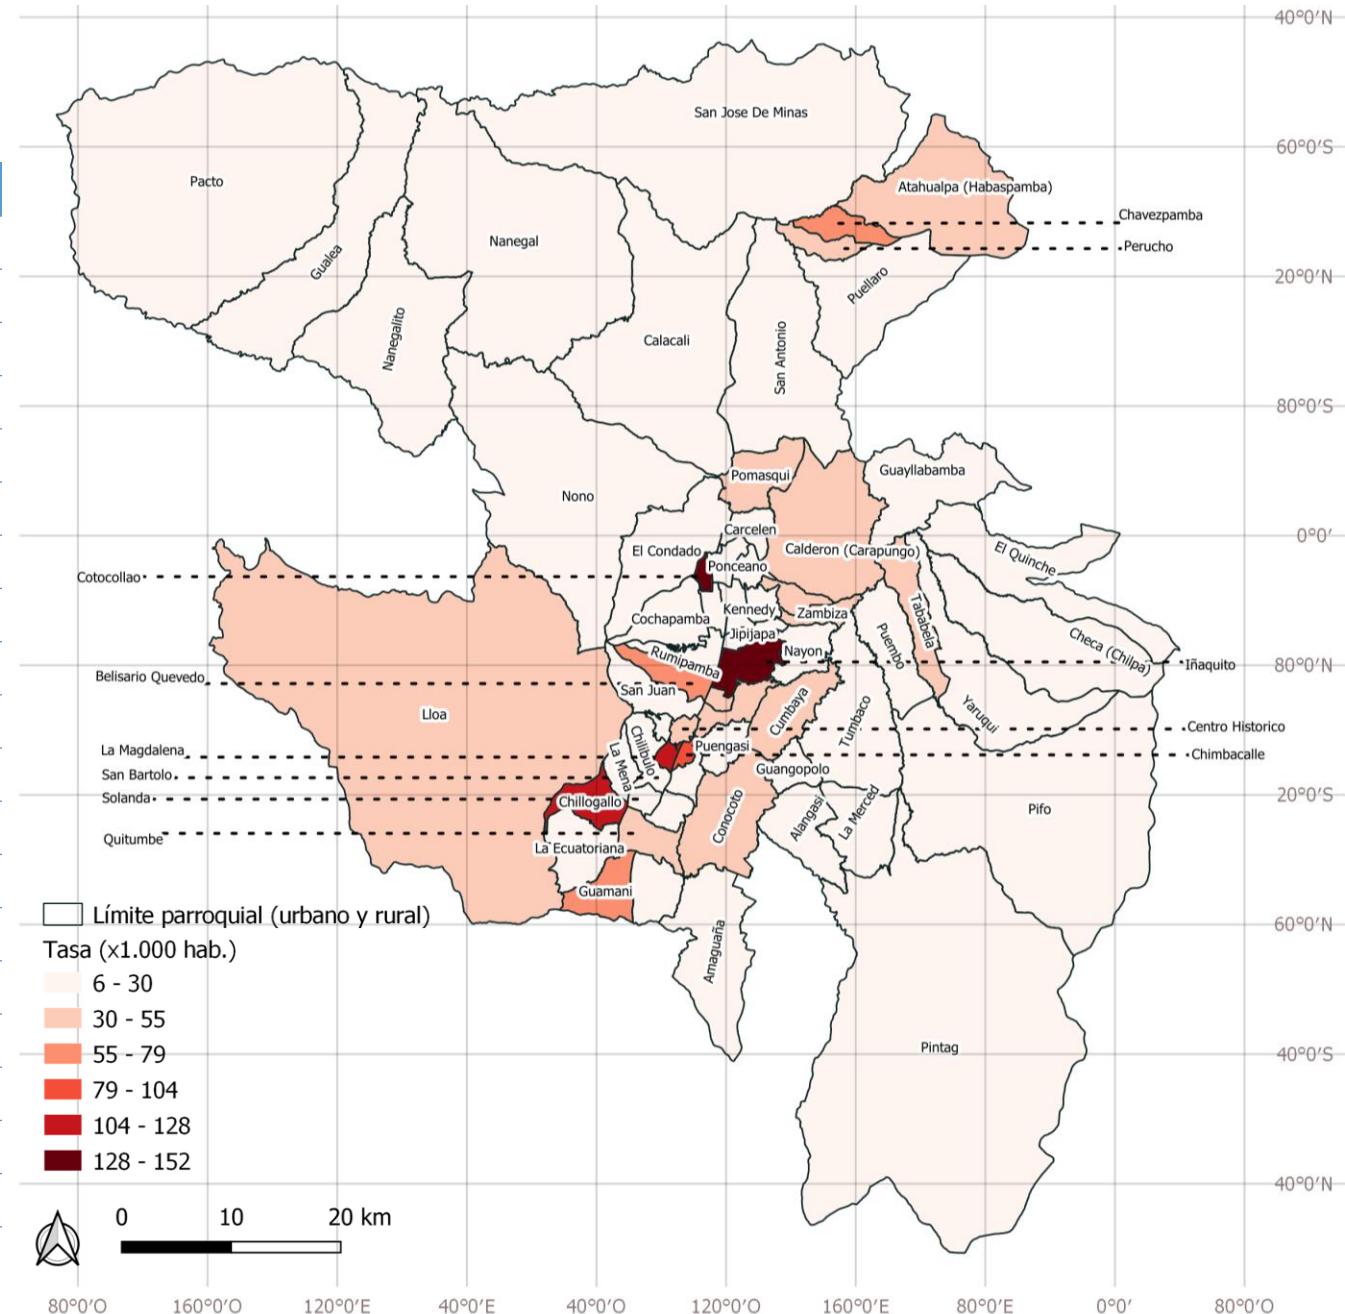 40°0′N
San Jose De Minas
60°0′S
Pacto
Atahualpa (Habaspamba)
Chavezpamba
Perucho
Nanegal
Gualea
20°0′N
Puellaro
Nanegalito
Calacali
San Antonio
80°0′S
Pomasqui
Guayllabamba
Nono
Carcelen
0°0′
El Condado
Calderon (Carapungo)
El Quinche
Ponceano
Cotocollao
Kennedy
Zambiza
Tababela
Cochapamba
Jipijapa
Puembo
Checa (Chilpa)
Nayon
Rumipamba
Iñaquito
80°0′N
Belisario Quevedo
San Juan
Lloa
Cumbaya
Tumbaco
Yaruqui
Centro Historico
Chilibulo
Puengasi
La Magdalena
La Mena
Chimbacalle
Guangopolo
San Bartolo
Solanda
Chillogallo
20°0′S
Conocoto
Alangasi
La Merced
Pifo
Quitumbe
La Ecuatoriana
Guamani
Límite parroquial (urbano y rural)
60°0′N
Amaguaña
Tasa (x1.000 hab.)
6 - 30
30 - 55
55 - 79
79 - 104
104 - 128
128 - 152
Pintag
40°0′S
40°0′N
0 10 20 km
80°0′O 160°0′O 120°0′E 40°0′E 40°0′O 120°0′O 160°0′E 80°0′E 0°0′ 80°0′O